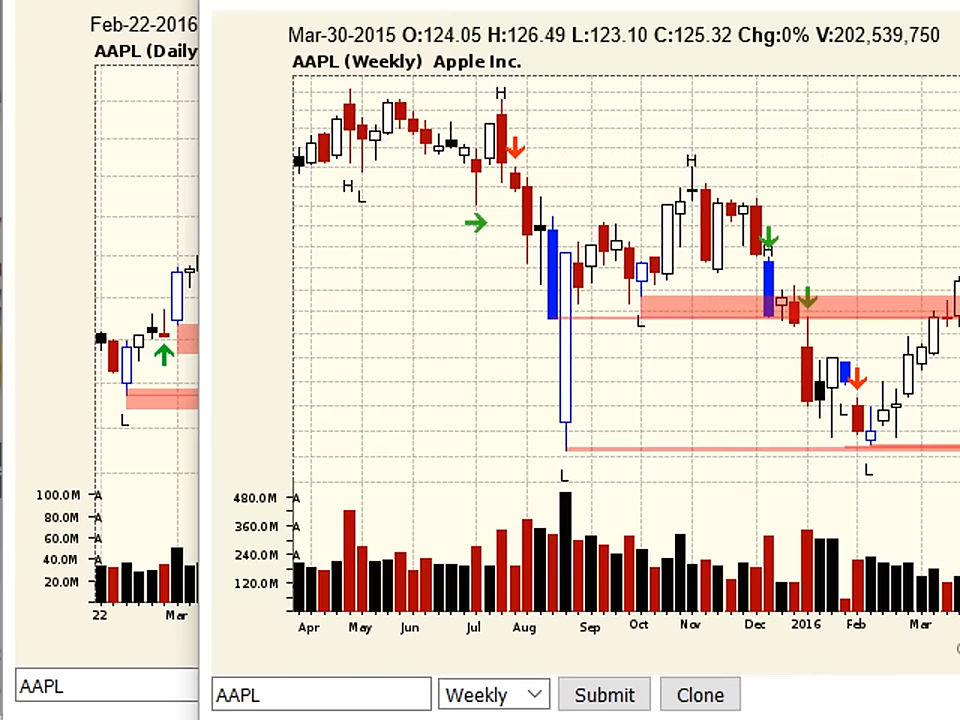 Feb-22-2016
AAPL (Daily
L
100.0M A
80.0M A
60.0M A
40.0M A
20.0M
22 Mar
AAPL
Mar-30-2015 O:124.05 H:126.49 L:123.10 C:125.32 Chg:0% V:202,539,750
AAPL (Weekly) Apple Inc.
H
H
H L
H
L
L
L
L
480.0M A
360.0M A
240.0M A
120.0M
Apr May Jun Jul Aug Sep Oct Nov Dec 2016 Feb Mar
AAPL Weekly Submit Clone